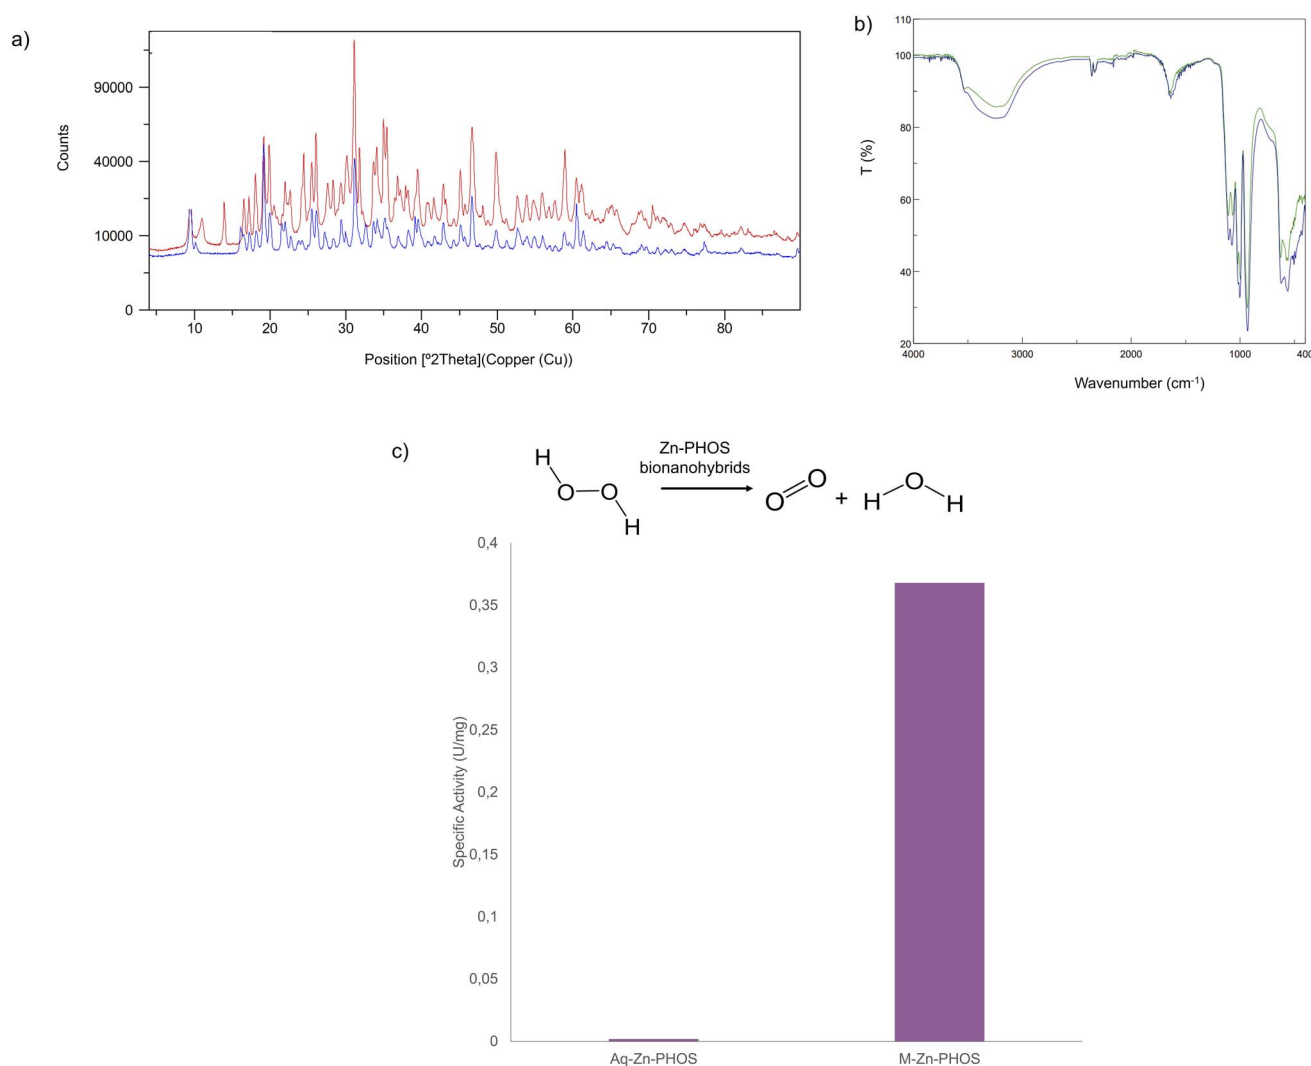 a)
Counts
90000
40000
10000
0
10 20 30 40 50 60 70 80
Position [º2Theta](Copper (Cu))
b)
T (%)
110
100
80
60
40
20
4000 3000 2000 1000 400
Wavenumber (cm-1)
c)
Zn-PHOS
bionanohybrids
H O O H
O O + H O H
Specific Activity (U/mg)
0,4
0,35
0,3
0,25
0,2
0,15
0,1
0,05
0
Aq-Zn-PHOS M-Zn-PHOS